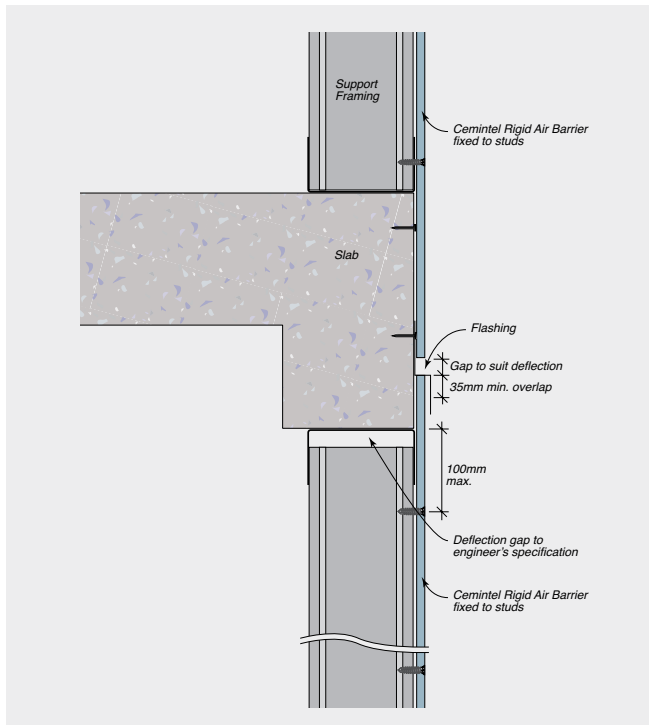 Support
Framing
Cemintel Rigid Air Barrier
fixed to studs
Slab
Flashing
Gap to suit deflection
35mm min. overlap
100mm
max.
Deflection gap to
engineer's specification
Cemintel Rigid Air Barrier
fixed to studs